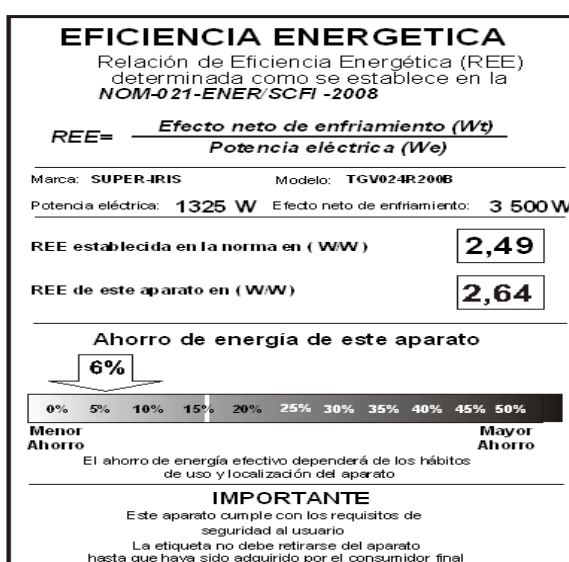 EFICIENCIA ENERGETICA
Relación de Eficiencia Energética (REE)
determinada como se establece en la
NOM-021-ENER/SCFI -2008
REE= Efecto neto de enfriamiento (Wt)
Potencia eléctrica (We)
Marca: SUPER-IRIS Modelo: TGV024R200B
Potencia eléctrica: 1325 W Efecto neto de enfriamiento: 3 500 W
REE establecida en la norma en ( W/W ) 2,49
REE de este aparato en ( W/W) 2,64
Ahorro de energía de este aparato
6%
0% 5% 10% 15% 20% 25% 30% 35% 40% 45% 50%
Menor Mayor
Ahorro Ahorro
El ahorro de energía efectivo dependerá de los hábitos
de uso y localización del aparato
IMPORTANTE
Este aparato cumple con los requisitos de
seguridad al usuario
La etiqueta no debe retirarse del aparato
hasta que haya sido adquirido por el consumidor final